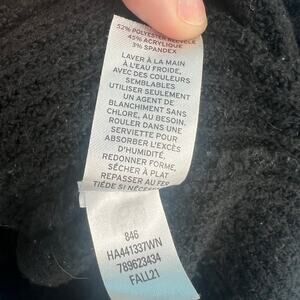 52% POLYESTER RECYCLÉ
45% ACRYLIQUE
3% SPANDEX
LAVER À LA MAIN
À L'EAU FROIDE,
AVEC DES COULEURS
SEMBLABLES
UTILISER SEULEMENT
UN AGENT DE
BLANCHIMENT SANS
CHLORE, AU BESOIN.
ROULER DANS UNE
SERVIETTE POUR
ABSORBER L'EXCÈS
D'HUMIDITÉ,
REDONNER FORME,
SÉCHER À PLAT
REPASSER AU FER
TIÈDE SI NÉCES
846
HA441337WN
789623434
FALL21